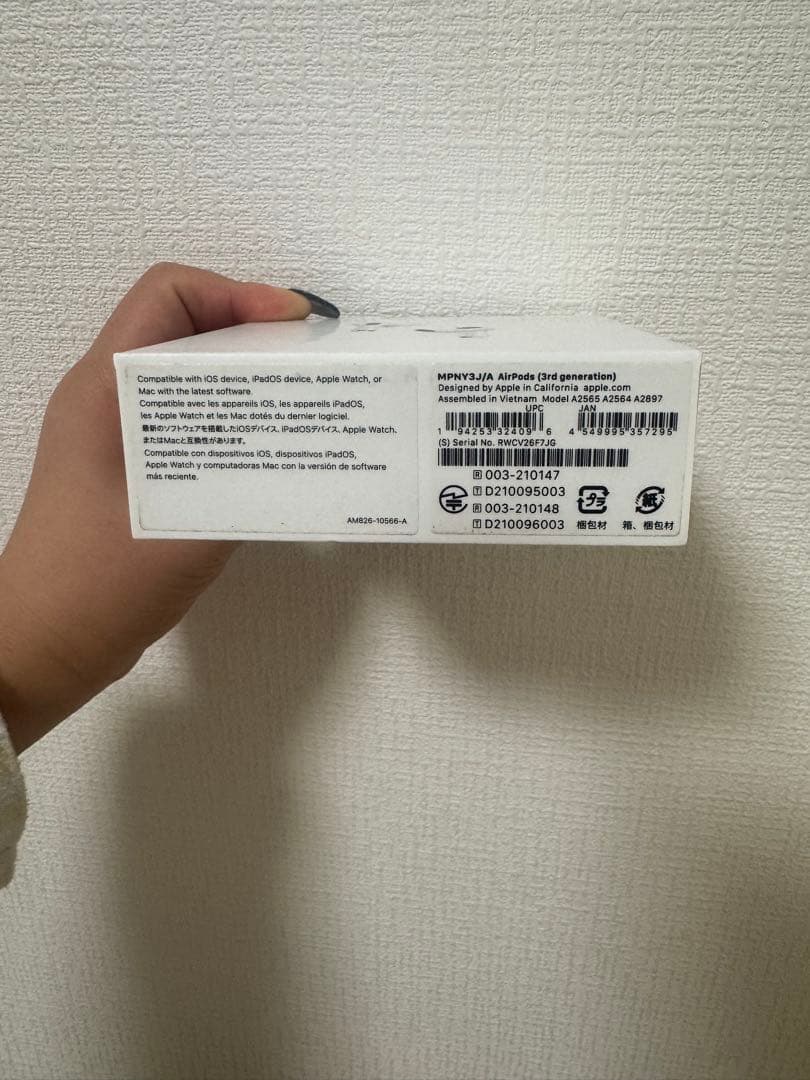 Compatible with iOS device, iPadOS device, Apple Watch, or
Mac with the latest software.
Compatible avec les appareils iOS, les appareils iPadOS,
les Apple Watch et les Mac dotés du dernier logiciel.
最新のソフトウェアを搭載したiOSデバイス、iPadOSデバイス、Apple Watch、
またはMacと互換性があります。
Compatible con dispositivos iOS, dispositivos iPadOS,
Apple Watch y computadoras Mac con la versión de software
más reciente.
AM826-10566-A
MPNY3J/A AirPods (3rd generation)
Designed by Apple in California apple.com
Assembled in Vietnam Model A2565 A2564 A2897
UPC JAN
1 94253 32409 6 4 549995 357295
(S) Serial No. RWCV26F7JG
R 003-210147
T D210095003
R 003-210148
T D210096003
プラ
梱包材
紙
箱、梱包材